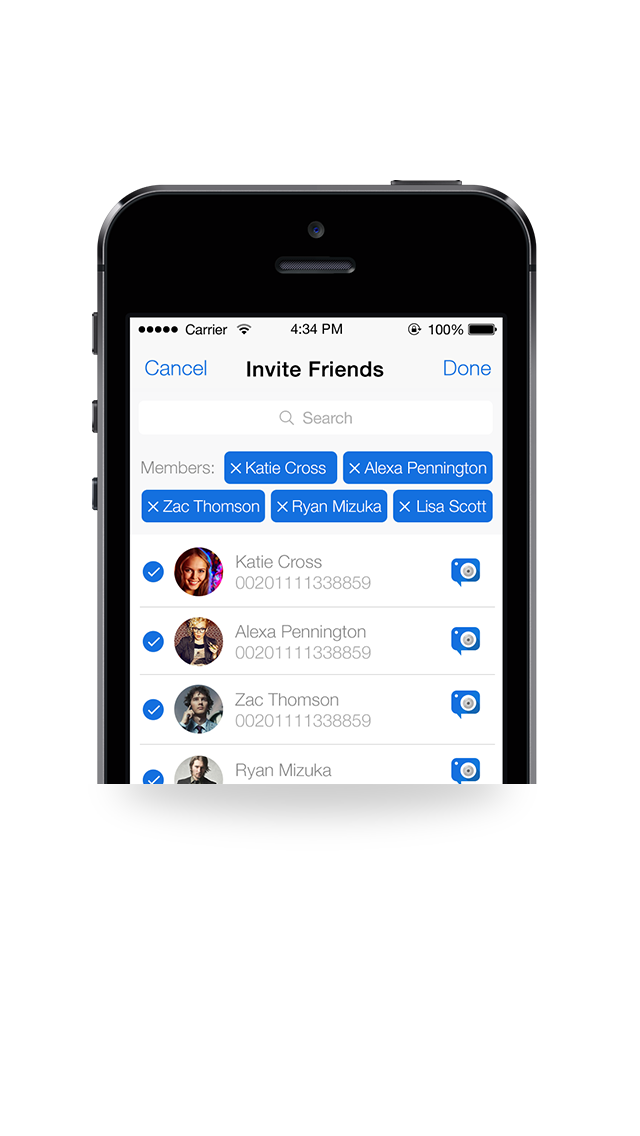 Carrier 4:34 PM 100%
Cancel Invite Friends Done
Search
Members: Katie Cross Alexa Pennington
Zac Thomson Ryan Mizuka Lisa Scott
Katie Cross
00201111338859
Alexa Pennington
00201111338859
Zac Thomson
00201111338859
Ryan Mizuka